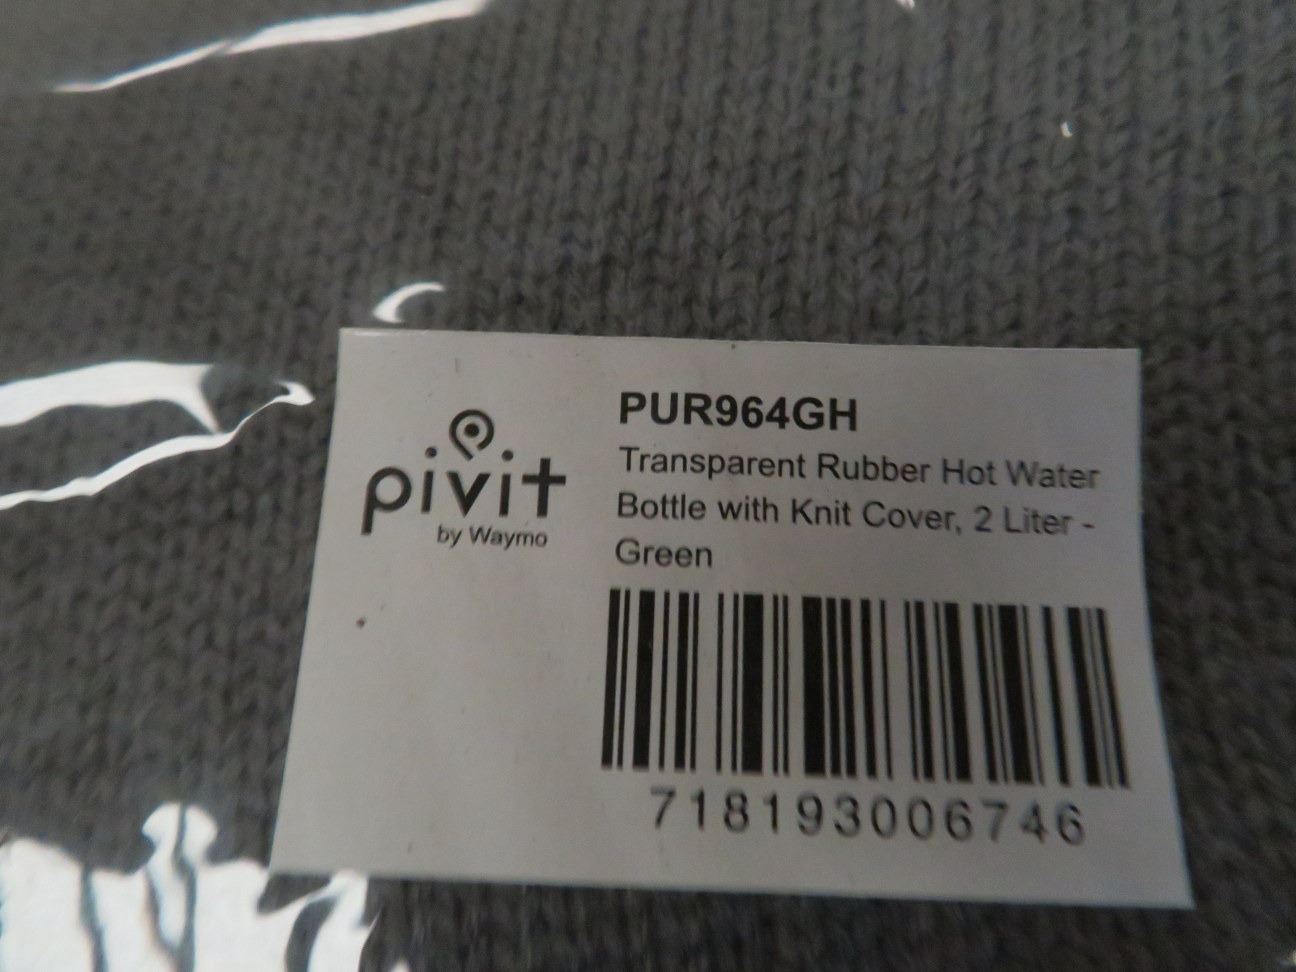 pivit
by Waymo
PUR964GH
Transparent Rubber Hot Water
Bottle with Knit Cover, 2 Liter -
Green
718193006746